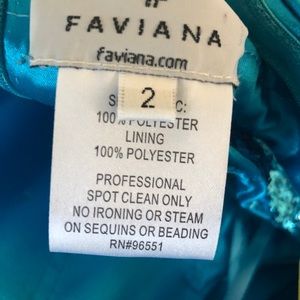 FAVIANA
faviana.com
2
100% POLYESTER
LINING
100% POLYESTER
PROFESSIONAL
SPOT CLEAN ONLY
NO IRONING OR STEAM
ON SEQUINS OR BEADING
RN#96551